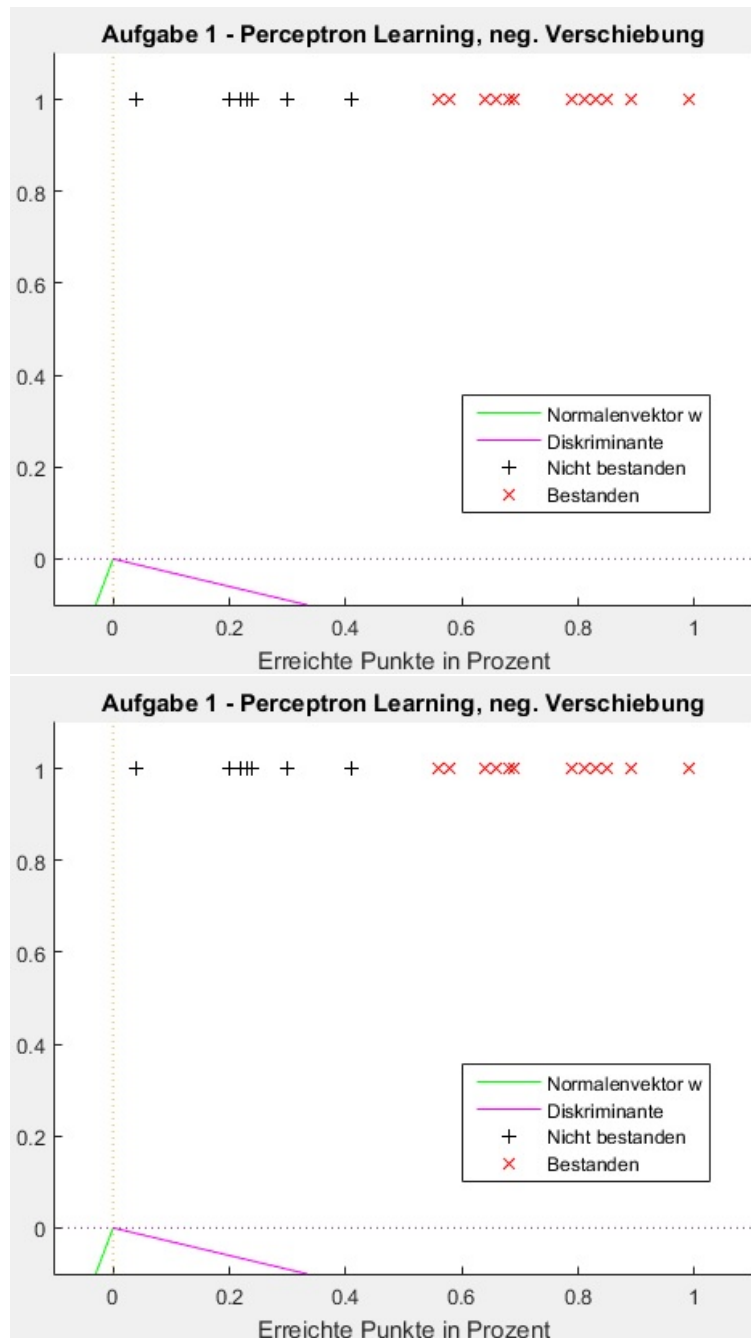 Aufgabe 1 - Perceptron Learning, neg. Verschiebung
1
0.8
0.6
0.4
0.2
0
Normalenvektor w
Diskriminante
Nicht bestanden
Bestanden
0 0.2 0.4 0.6 0.8 1
Erreichte Punkte in Prozent
Aufgabe 1 - Perceptron Learning, neg. Verschiebung
1
0.8
0.6
0.4
0.2
0
Normalenvektor w
Diskriminante
Nicht bestanden
Bestanden
0 0.2 0.4 0.6 0.8 1
Erreichte Punkte in Prozent